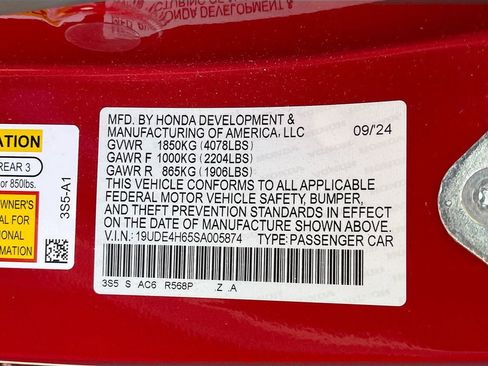 MFD. BY HONDA DEVELOPMENT &
MANUFACTURING OF AMERICA, LLC 09/'24
GVWR 1850KG (4078LBS)
GAWR F 1000KG (2204LBS)
GAWR R 865KG (1906LBS)
THIS VEHICLE CONFORMS TO ALL APPLICABLE
FEDERAL MOTOR VEHICLE SAFETY, BUMPER,
AND THEFT PREVENTION STANDARDS IN EFFECT
ON THE DATE OF MANUFACTURE SHOWN ABOVE.
V.I.N.: 19UDE4H65SA005874 TYPE: PASSENGER CAR
3S5 S AC6 R568P .Z .A
ATION
REAR 3
or 850lbs.
WNER'S
AL FOR
TIONAL
MATION
3S5-A1